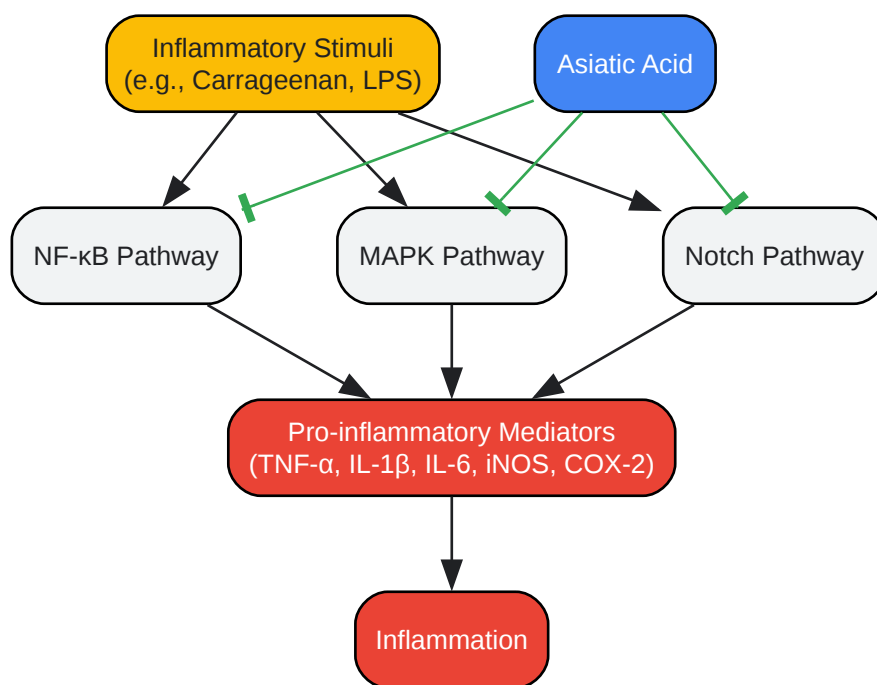 Inflammatory Stimuli
(e.g., Carrageenan, LPS)
Asiatic Acid
NF-κB Pathway
MAPK Pathway
Notch Pathway
Pro-inflammatory Mediators
(TNF-α, IL-1β, IL-6, iNOS, COX-2)
Inflammation